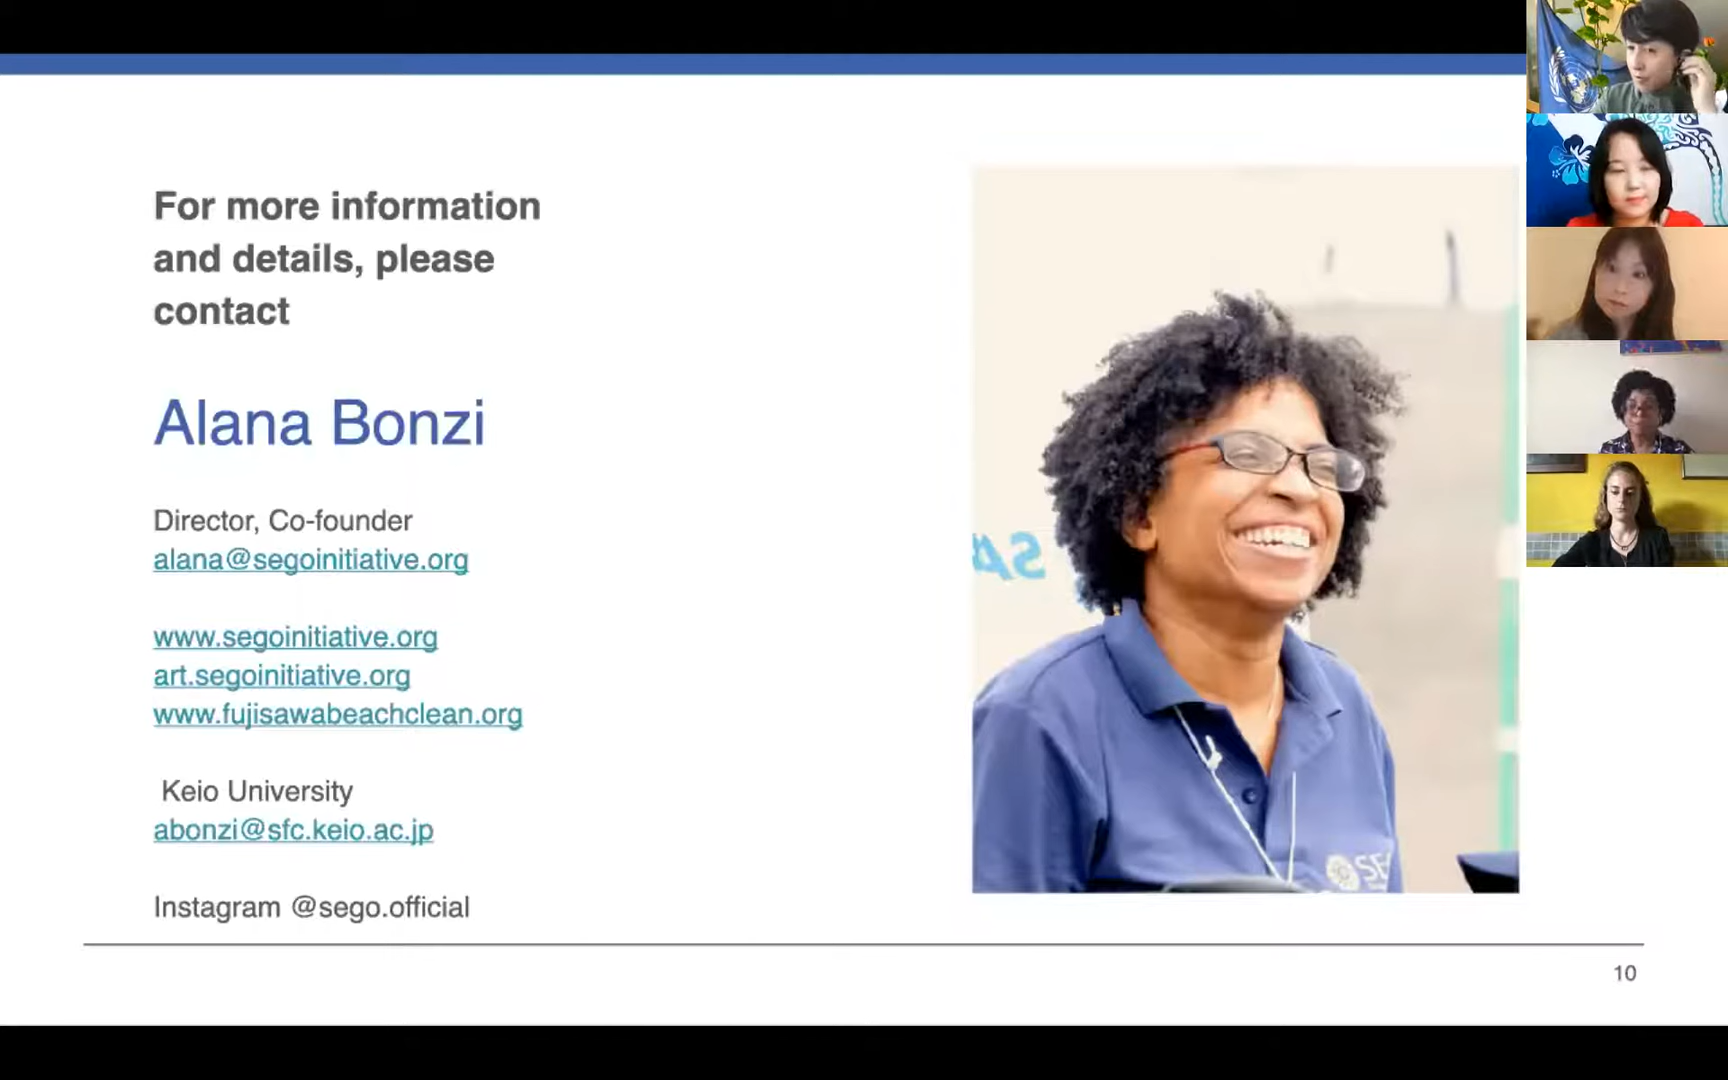 For more information
and details, please
contact
Alana Bonzi
Director, Co-founder
alana@segoinitiative.org
www.segoinitiative.org
art.segoinitiative.org
www.fujisawabeachclean.org
Keio University
abonzi@sfc.keio.ac.jp
Instagram @sego.official
10